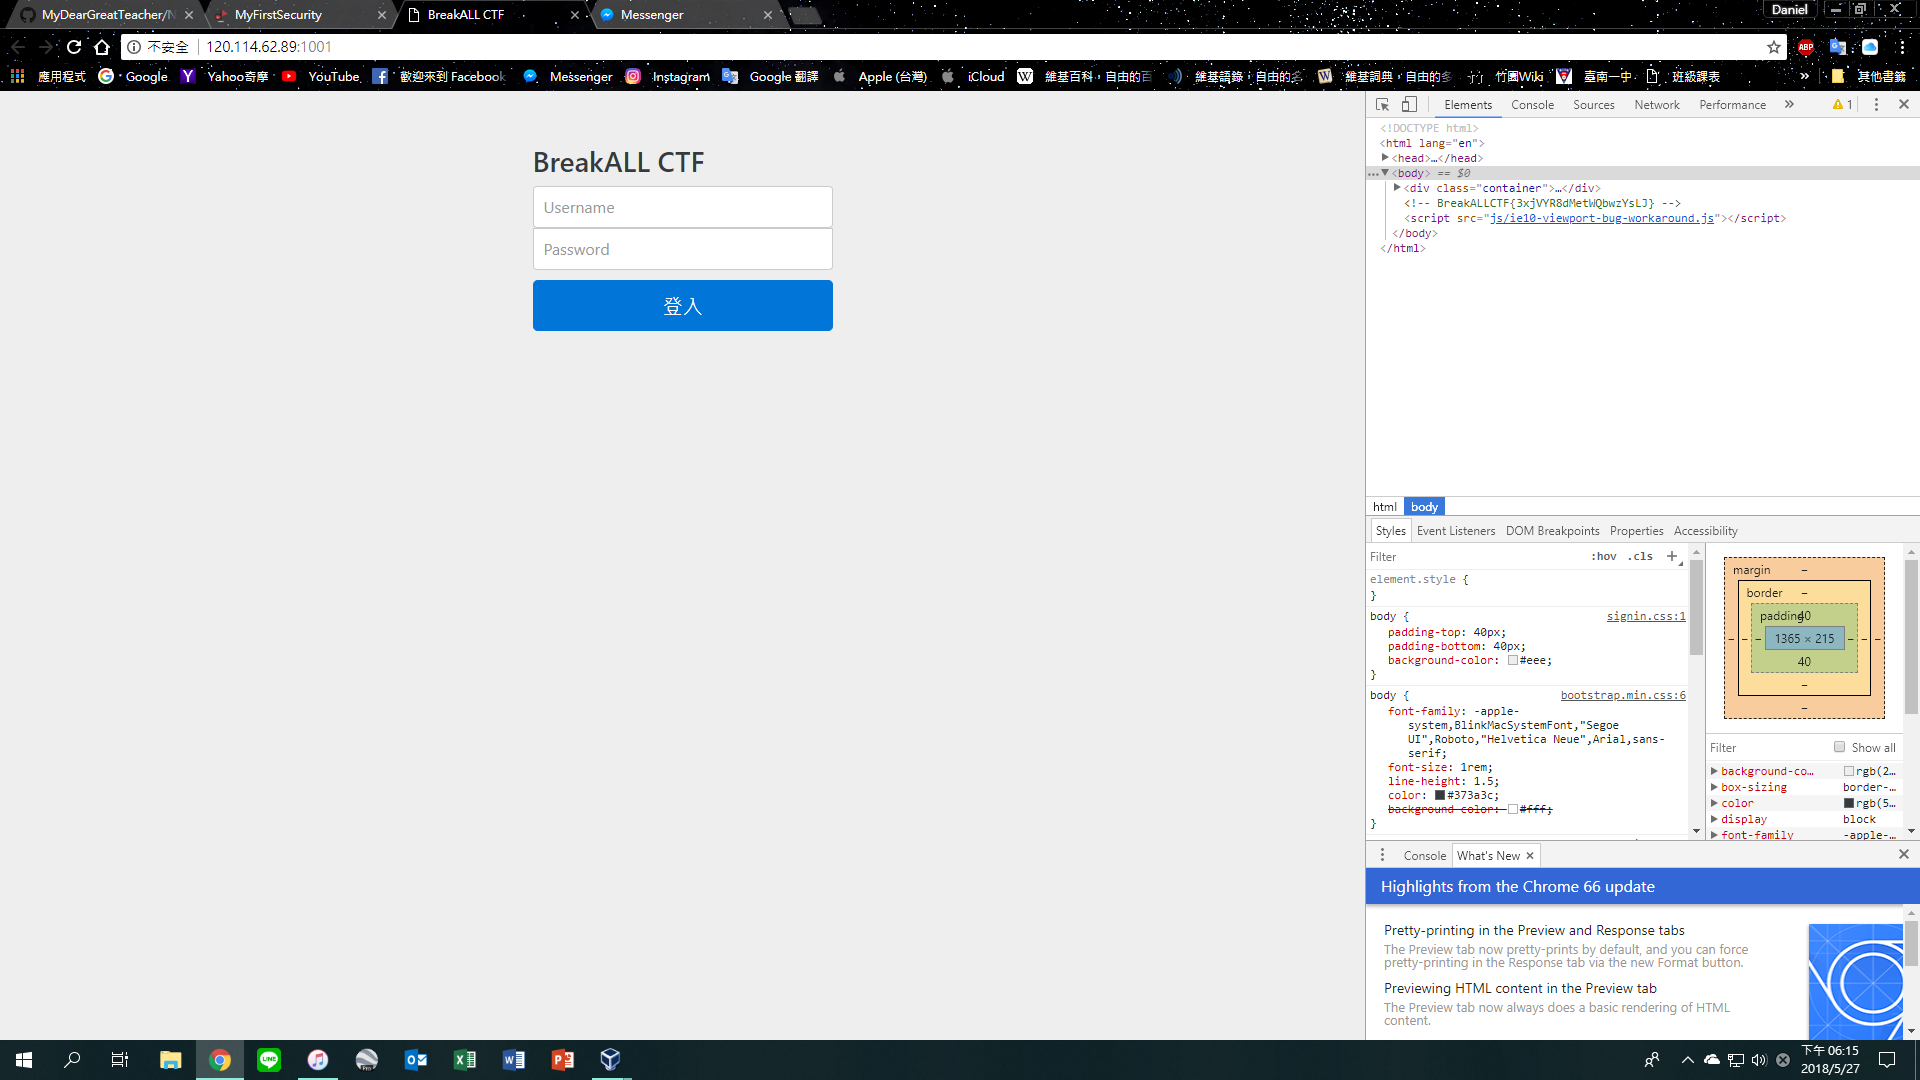 MyDearGreatTeacher/N
MyFirstSecurity
BreakALL CTF
Messenger
Daniel
不安全
120.114.62.89:1001
應用程式
Google
Yahoo奇摩
YouTube
歡迎來到 Facebook
Messenger
Instagram
Google 翻譯
Apple (台灣)
iCloud
維基百科，自由的百
維基語錄，自由的名
維基詞典，自由的多
竹園Wiki
臺南一中
班級課表
»
其他書籤
BreakALL CTF
Username
Password
登入
Elements Console Sources Network Performance » 1
<!DOCTYPE html>
<html lang="en">
<head>…</head>
<body> == $0
<div class="container">…</div>
<!-- BreakALLCTF{3xjVYR8dMetWQbwzYsLJ} -->
<script src="js/ie10-viewport-bug-workaround.js"></script>
</body>
</html>
html body
Styles Event Listeners DOM Breakpoints Properties Accessibility
Filter :hov .cls +
element.style {
}
body { signin.css:1
padding-top: 40px;
padding-bottom: 40px;
background-color: #eee;
}
body { bootstrap.min.css:6
font-family: -apple-
system,BlinkMacSystemFont,"Segoe
UI",Roboto,"Helvetica Neue",Arial,sans-
serif;
font-size: 1rem;
line-height: 1.5;
color: #373a3c;
background-color: #fff;
}
margin –
border –
padding 40
– – – 1365 × 215 – – –
40
–
–
Filter Show all
background-co… rgb(2…
box-sizing border-…
color rgb(5…
display block
font-family -apple-…
Console What's New
Highlights from the Chrome 66 update
Pretty-printing in the Preview and Response tabs
The Preview tab now pretty-prints by default, and you can force
pretty-printing in the Response tab via the new Format button.
Previewing HTML content in the Preview tab
The Preview tab now always does a basic rendering of HTML
content.
下午 06:15
2018/5/27